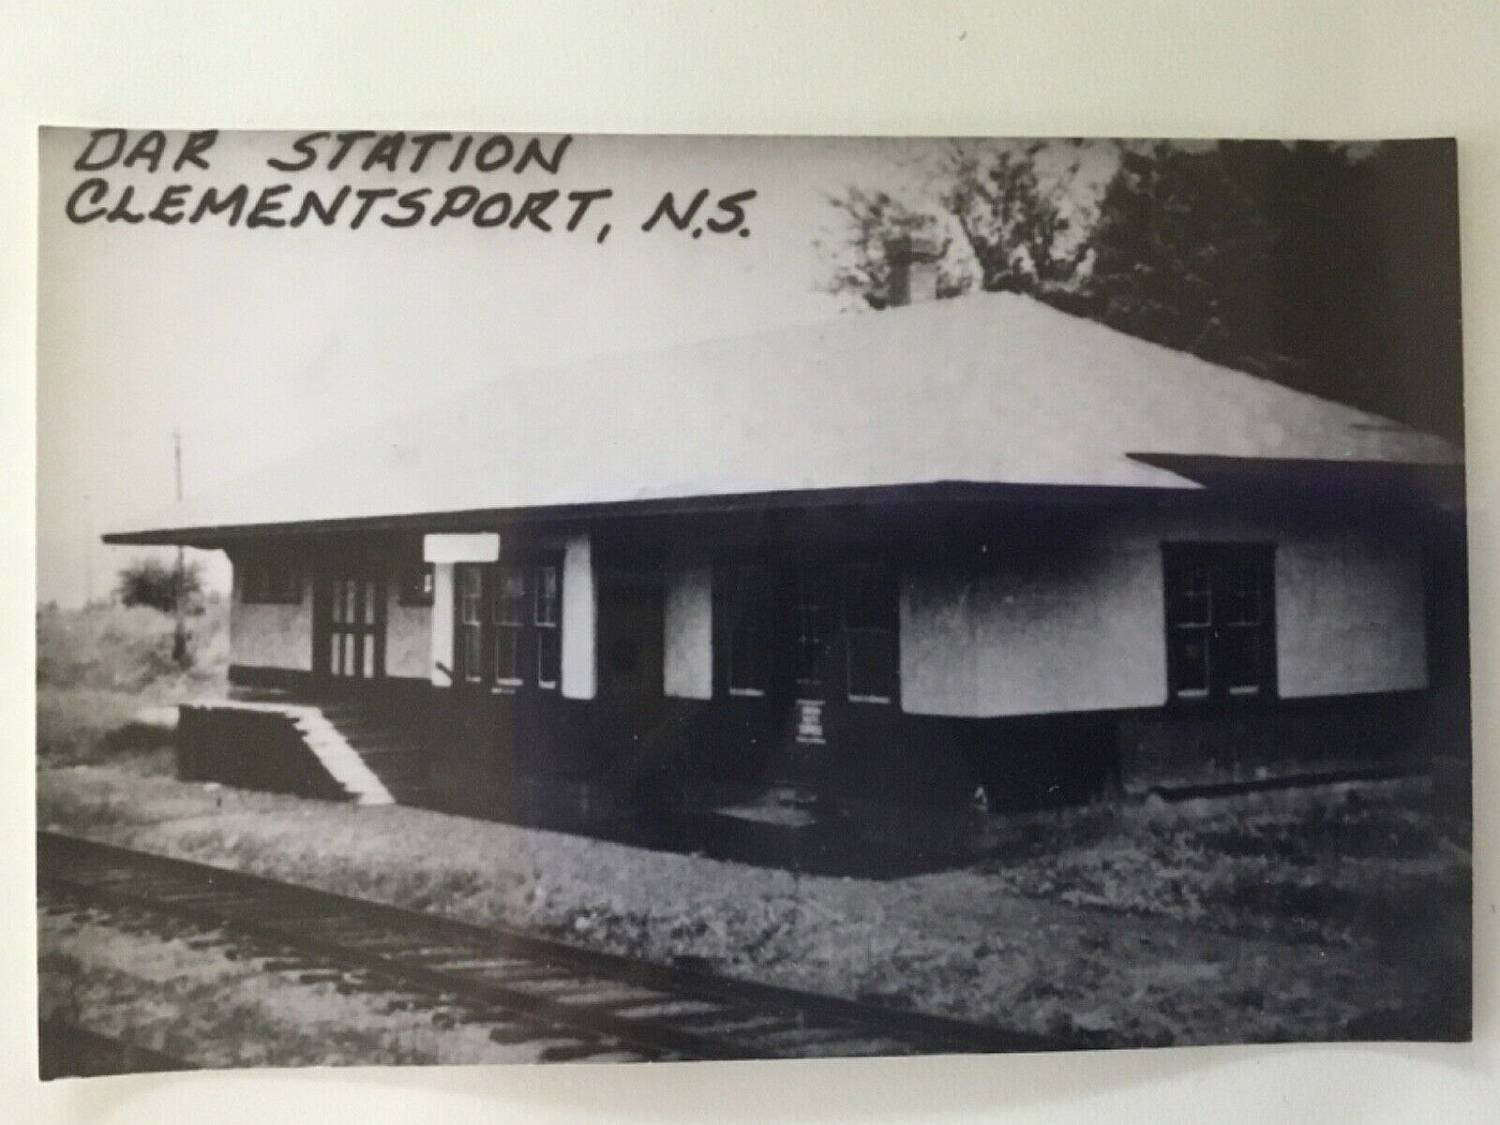 DAR STATION
CLEMENTSPORT, N.S.